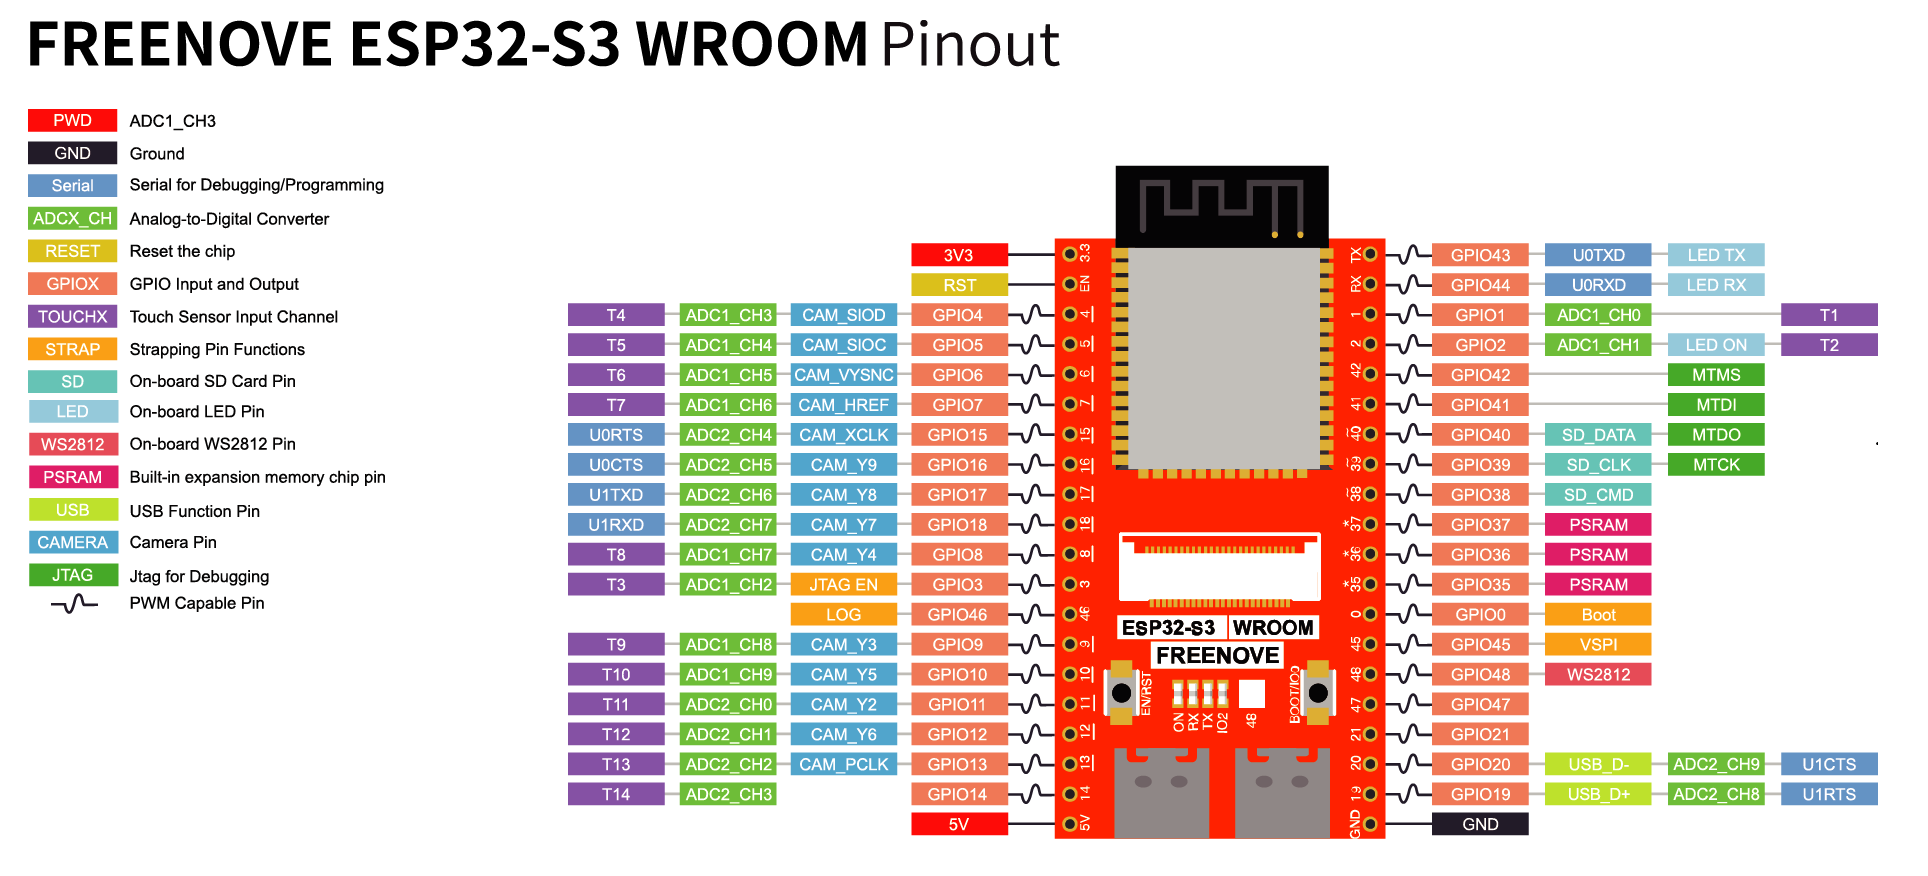 FREENOVE ESP32-S3 WROOM Pinout
PWD ADC1_CH3
GND Ground
Serial Serial for Debugging/Programming
ADCX_CH Analog-to-Digital Converter
RESET Reset the chip
GPIOX GPIO Input and Output
TOUCHX Touch Sensor Input Channel
STRAP Strapping Pin Functions
SD On-board SD Card Pin
LED On-board LED Pin
WS2812 On-board WS2812 Pin
PSRAM Built-in expansion memory chip pin
USB USB Function Pin
CAMERA Camera Pin
JTAG Jtag for Debugging
PWM Capable Pin
3V3 3.3 TX GPIO43 U0TXD LED TX
RST EN RX GPIO44 U0RXD LED RX
T4 ADC1_CH3 CAM_SIOD GPIO4 4 1 GPIO1 ADC1_CH0 T1
T5 ADC1_CH4 CAM_SIOC GPIO5 5 2 GPIO2 ADC1_CH1 LED ON T2
T6 ADC1_CH5 CAM_VYSNC GPIO6 6 42 GPIO42 MTMS
T7 ADC1_CH6 CAM_HREF GPIO7 7 41 GPIO41 MTDI
U0RTS ADC2_CH4 CAM_XCLK GPIO15 15 ~40 GPIO40 SD_DATA MTDO
U0CTS ADC2_CH5 CAM_Y9 GPIO16 16 ~39 GPIO39 SD_CLK MTCK
U1TXD ADC2_CH6 CAM_Y8 GPIO17 17 ~38 GPIO38 SD_CMD
U1RXD ADC2_CH7 CAM_Y7 GPIO18 18 *37 GPIO37 PSRAM
T8 ADC1_CH7 CAM_Y4 GPIO8 8 *36 GPIO36 PSRAM
T3 ADC1_CH2 JTAG EN GPIO3 3 *35 GPIO35 PSRAM
LOG GPIO46 46 0 GPIO0 Boot
ESP32-S3 WROOM
T9 ADC1_CH8 CAM_Y3 GPIO9 9 45 GPIO45 VSPI
FREENOVE
T10 ADC1_CH9 CAM_Y5 GPIO10 10 48 GPIO48 WS2812
EN/RST ON RX TX IO2 48 BOOT/IO0
T11 ADC2_CH0 CAM_Y2 GPIO11 11 47 GPIO47
T12 ADC2_CH1 CAM_Y6 GPIO12 12 21 GPIO21
T13 ADC2_CH2 CAM_PCLK GPIO13 13 20 GPIO20 USB_D- ADC2_CH9 U1CTS
T14 ADC2_CH3 GPIO14 14 19 GPIO19 USB_D+ ADC2_CH8 U1RTS
5V 5V GND GND